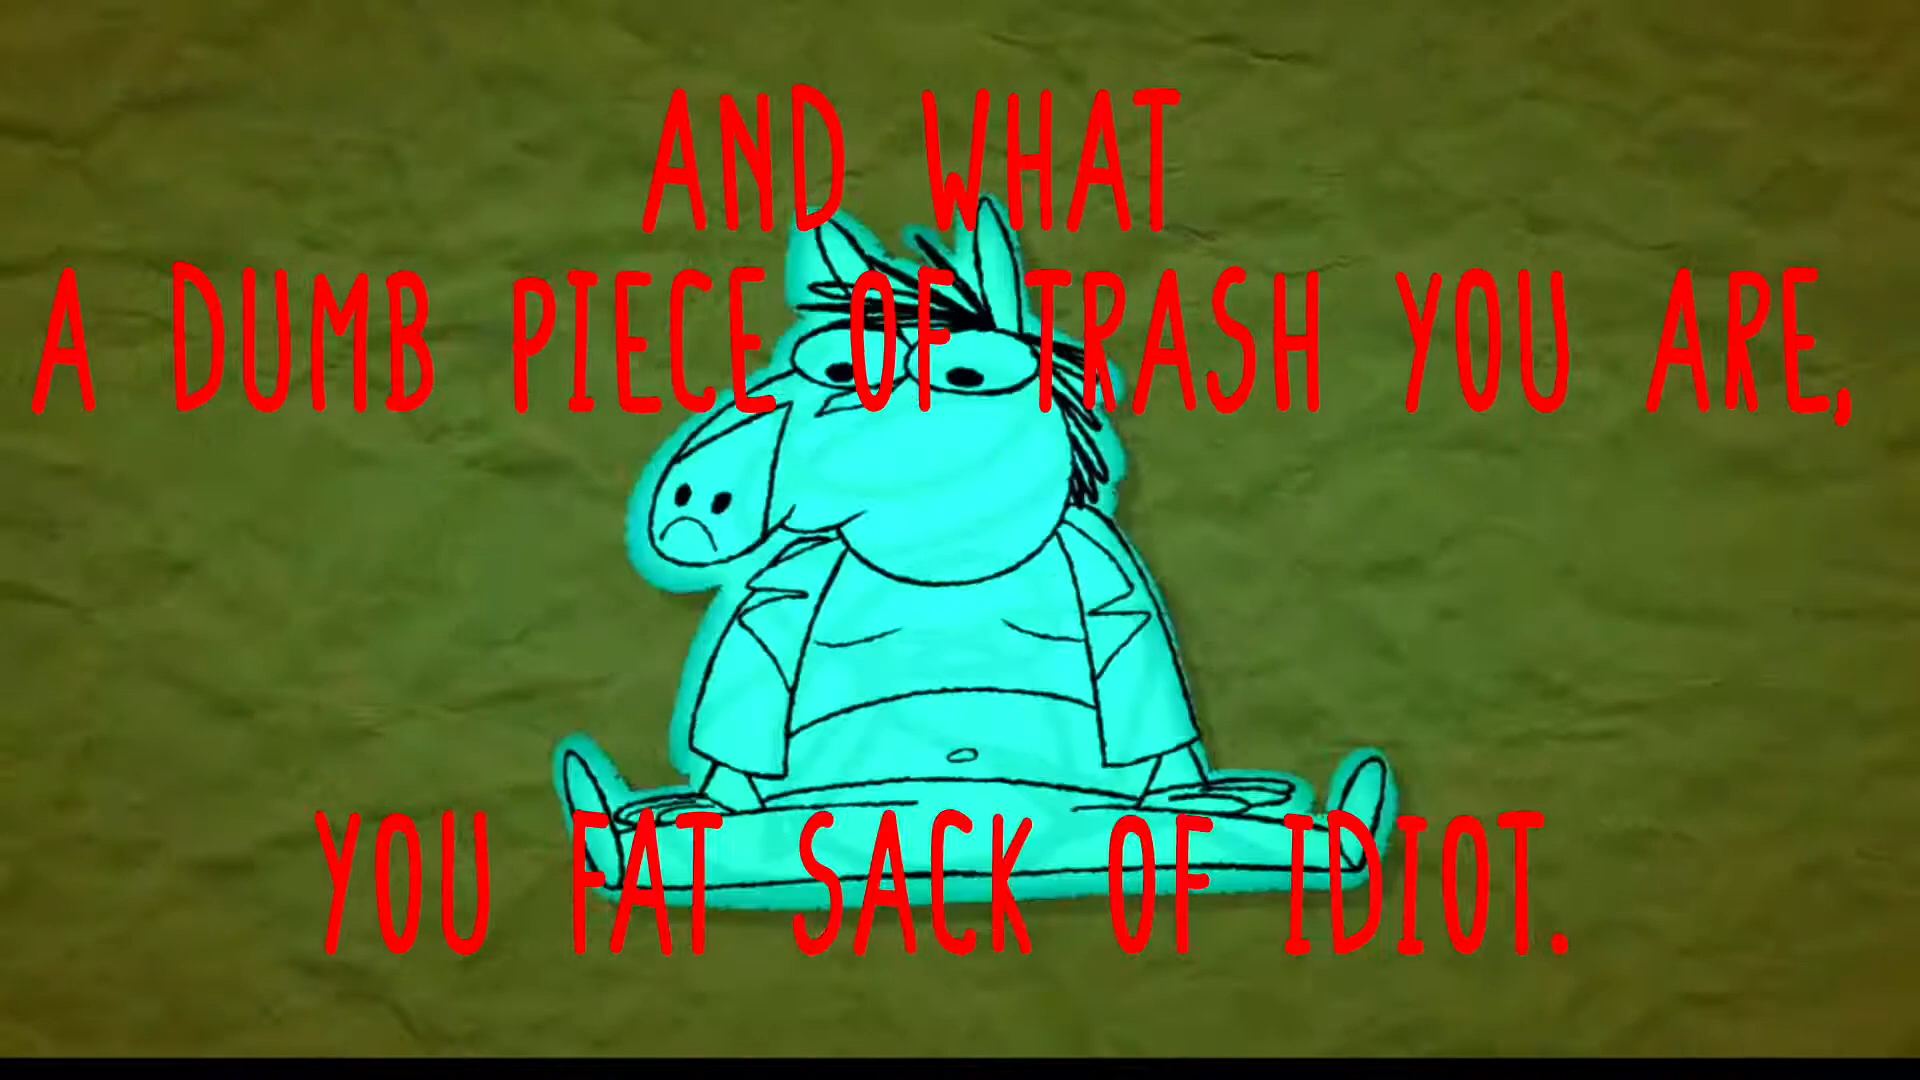 AND WHAT
A DUMB PIECE OF TRASH YOU ARE,
YOU FAT SACK OF IDIOT.